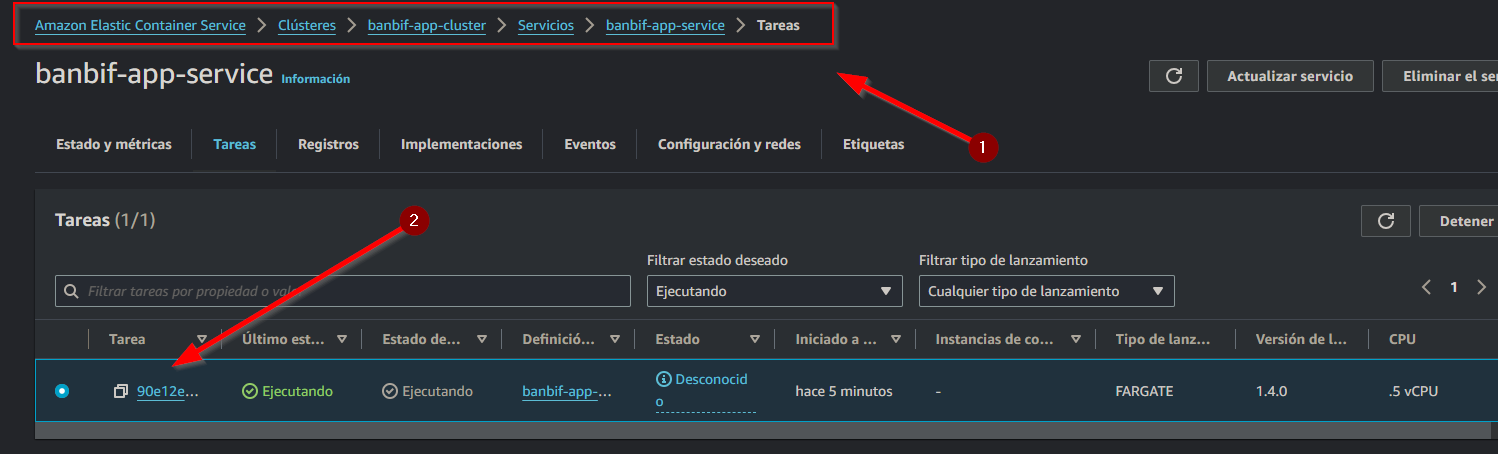 Amazon Elastic Container Service > Clústeres > banbif-app-cluster > Servicios > banbif-app-service > Tareas
banbif-app-service Información
Actualizar servicio Eliminar el ser
Estado y métricas Tareas Registros Implementaciones Eventos Configuración y redes Etiquetas
1
Tareas (1/1)
2
Detener
Filtrar estado deseado Filtrar tipo de lanzamiento
Filtrar tareas por propiedad o valo
Ejecutando Cualquier tipo de lanzamiento
1
Tarea Último est... Estado de... Definició... Estado Iniciado a ... Instancias de co... Tipo de lanz... Versión de l... CPU
90e12e... Ejecutando Ejecutando banbif-app-... Desconocid
o
hace 5 minutos - FARGATE 1.4.0 .5 vCPU